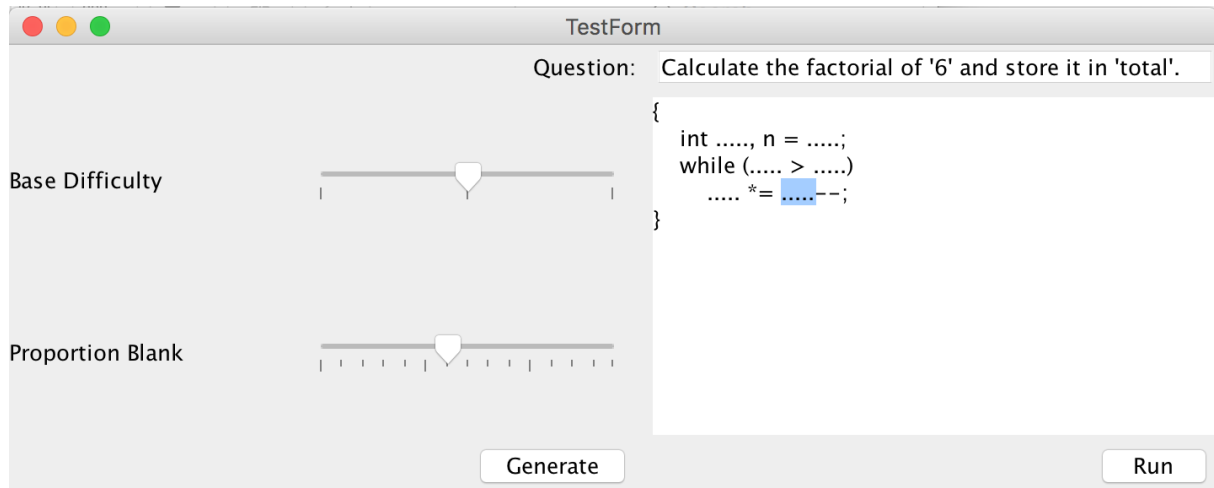 TestForm
Question: Calculate the factorial of '6' and store it in 'total'.
{
int ....., n = .....;
while (..... > .....)
..... *= .....--;
}
Base Difficulty
Proportion Blank
Generate
Run